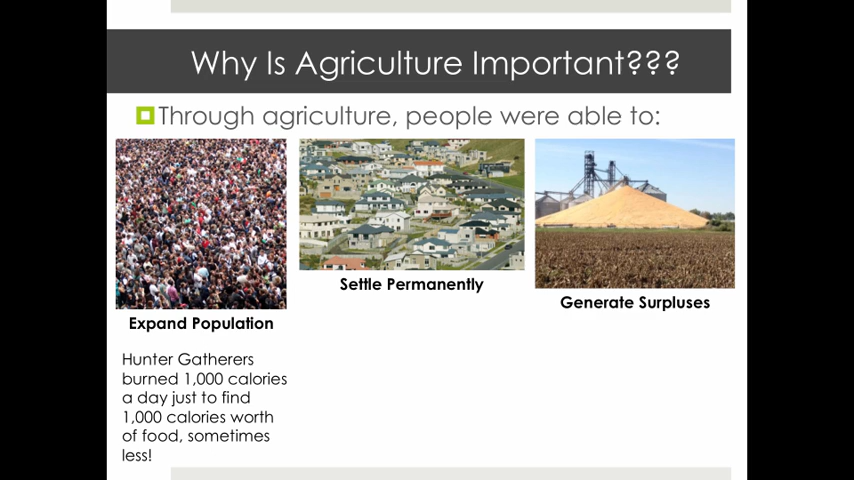 Why Is Agriculture Important???
Through agriculture, people were able to:
Expand Population
Settle Permanently
Generate Surpluses
Hunter Gatherers
burned 1,000 calories
a day just to find
1,000 calories worth
of food, sometimes
less!